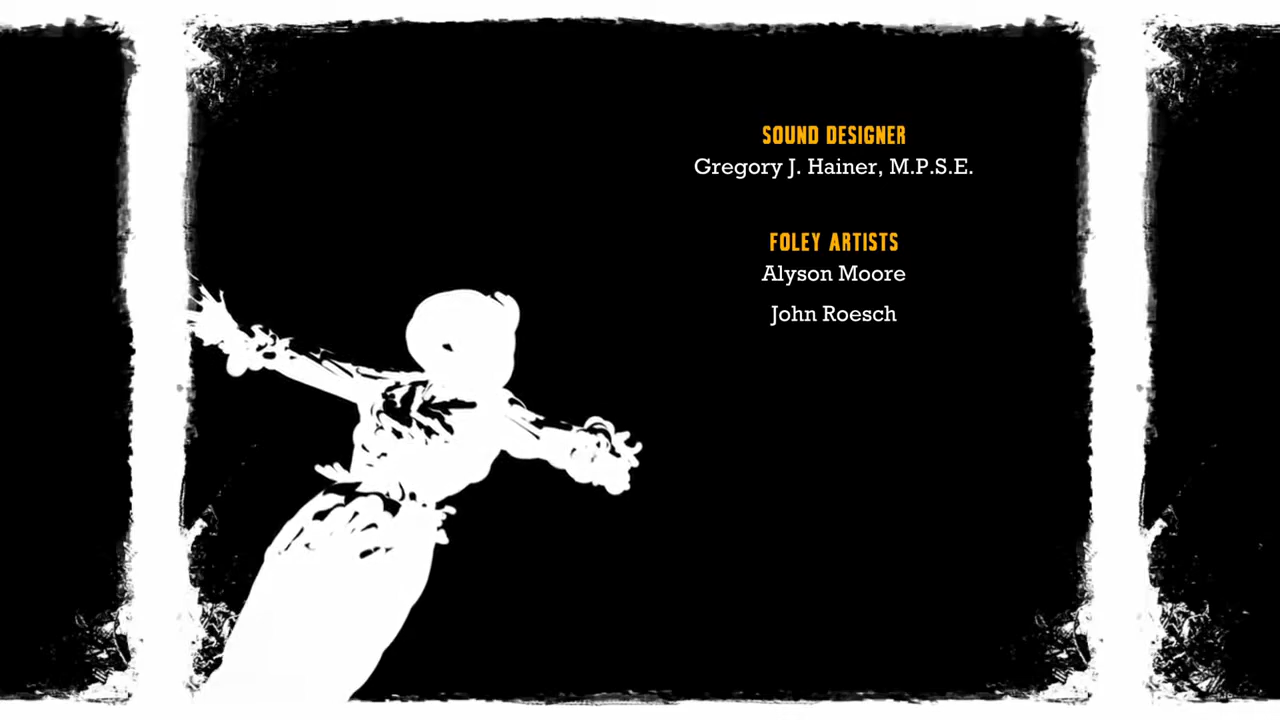 SOUND DESIGNER
Gregory J. Hainer, M.P.S.E.
FOLEY ARTISTS
Alyson Moore
John Roesch